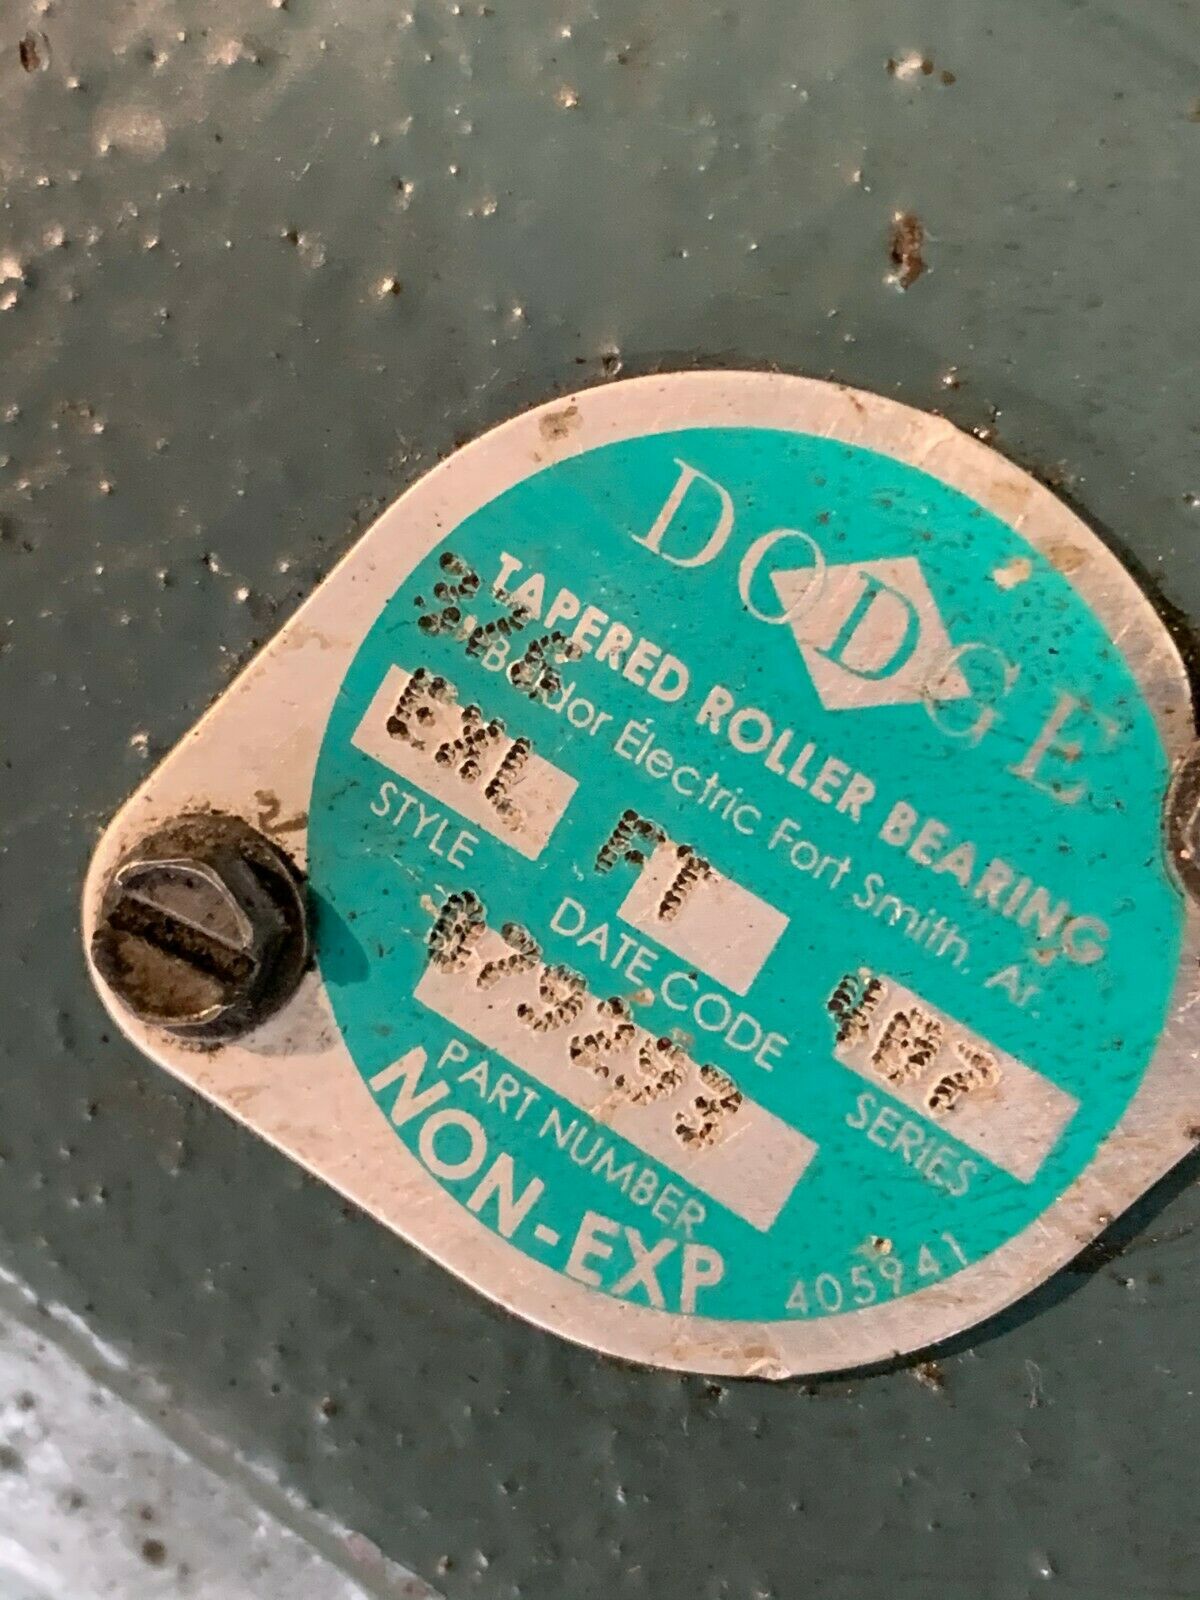 DODGE
TAPERED ROLLER BEARING
Baldor Electric Fort Smith, Ar.
EXL
STYLE
FT
DATE CODE
SERIES
PART NUMBER
NON-EXP
405941